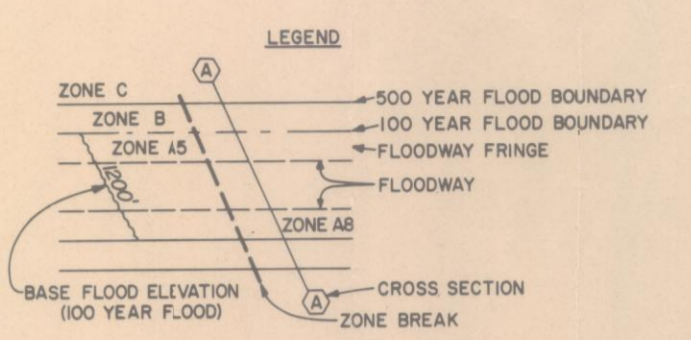 LEGEND
A
ZONE C
500 YEAR FLOOD BOUNDARY
ZONE B
100 YEAR FLOOD BOUNDARY
ZONE A5
FLOODWAY FRINGE
1200'
FLOODWAY
ZONE A8
BASE FLOOD ELEVATION
(100 YEAR FLOOD)
A
CROSS SECTION
ZONE BREAK